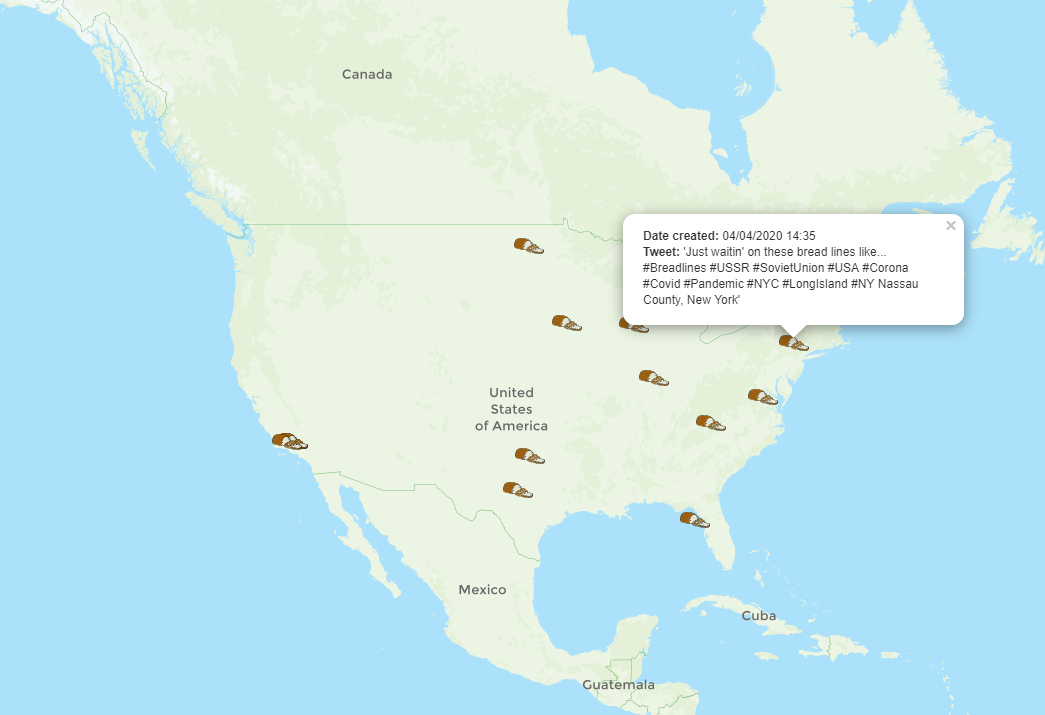 Canada
×
Date created: 04/04/2020 14:35
Tweet: 'Just waitin' on these bread lines like...
#Breadlines #USSR #SovietUnion #USA #Corona
#Covid #Pandemic #NYC #LongIsland #NY Nassau
County, New York'
United
States
of America
Mexico
Cuba
Guatemala